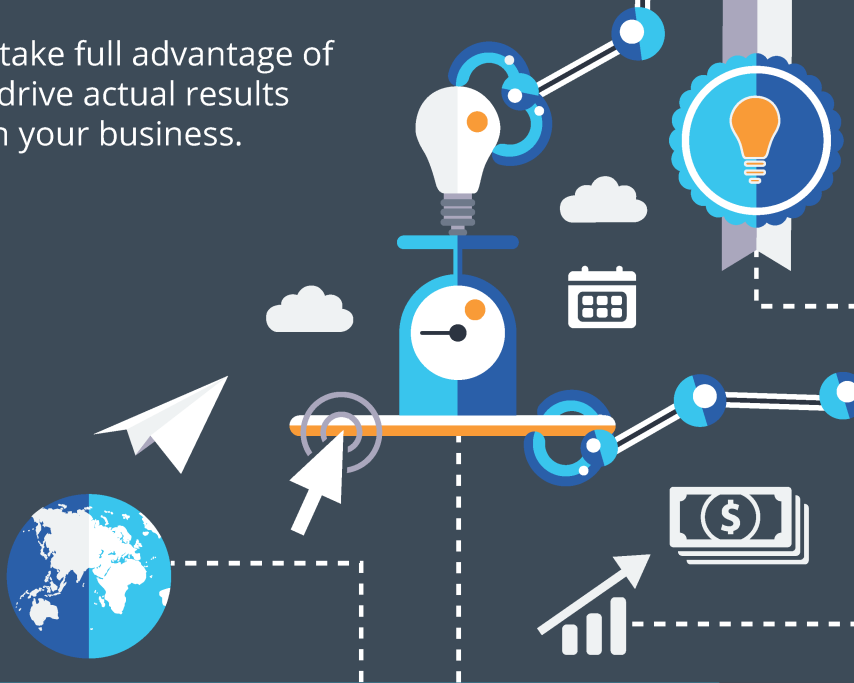 take full advantage of
drive actual results
your business.
$